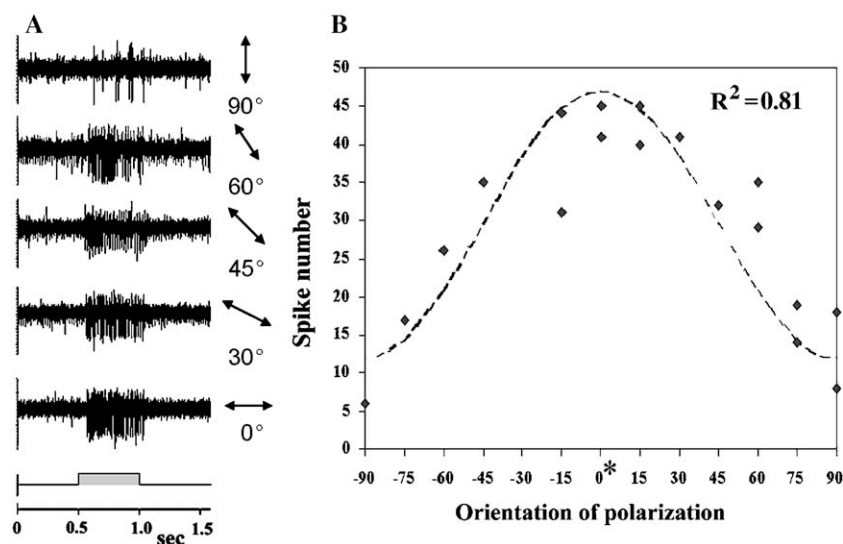 A
90°
60°
45°
30°
0°
0 0.5 1.0 1.5
sec
B
R² = 0.81
Spike number
50
45
40
35
30
25
20
15
10
5
0
-90 -75 -60 -45 -30 -15 0 * 15 30 45 60 75 90
Orientation of polarization